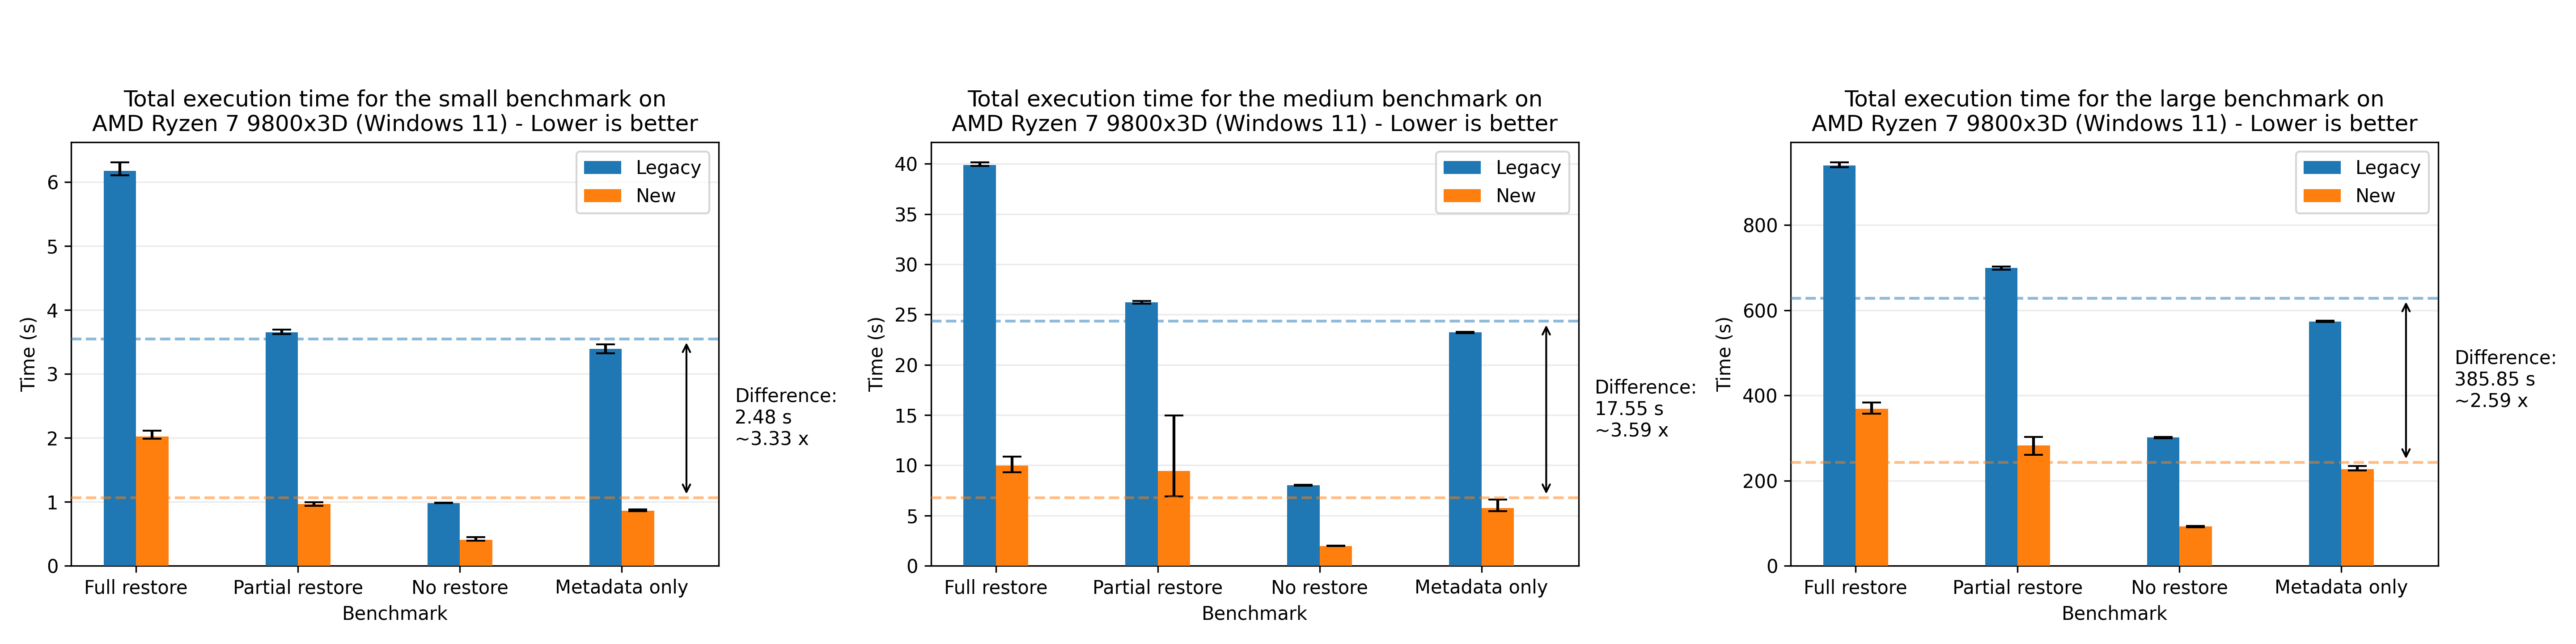 Total execution time for the small benchmark on
AMD Ryzen 7 9800x3D (Windows 11) - Lower is better
Legacy
New
6
5
4
3
2
1
0
Time (s)
Full restore
Partial restore
No restore
Metadata only
Benchmark
Difference:
2.48 s
~3.33 x
Total execution time for the medium benchmark on
AMD Ryzen 7 9800x3D (Windows 11) - Lower is better
Legacy
New
40
35
30
25
20
15
10
5
0
Time (s)
Full restore
Partial restore
No restore
Metadata only
Benchmark
Difference:
17.55 s
~3.59 x
Total execution time for the large benchmark on
AMD Ryzen 7 9800x3D (Windows 11) - Lower is better
Legacy
New
800
600
400
200
0
Time (s)
Full restore
Partial restore
No restore
Metadata only
Benchmark
Difference:
385.85 s
~2.59 x